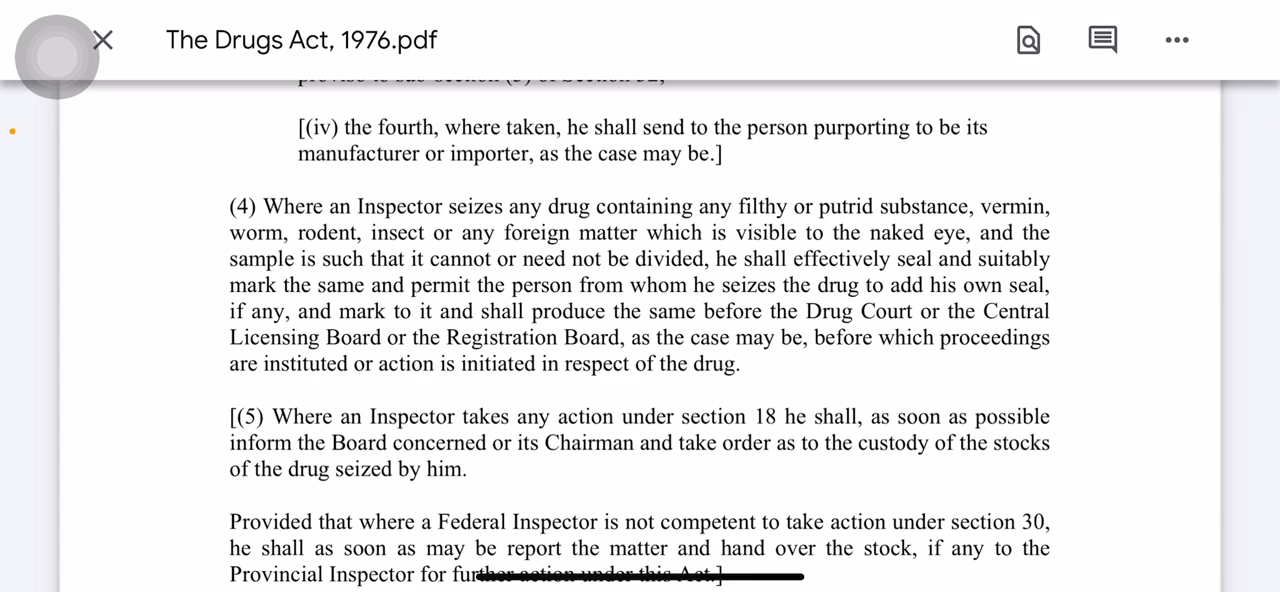 The Drugs Act, 1976.pdf
[(iv) the fourth, where taken, he shall send to the person purporting to be its
manufacturer or importer, as the case may be.]
(4) Where an Inspector seizes any drug containing any filthy or putrid substance, vermin,
worm, rodent, insect or any foreign matter which is visible to the naked eye, and the
sample is such that it cannot or need not be divided, he shall effectively seal and suitably
mark the same and permit the person from whom he seizes the drug to add his own seal,
if any, and mark to it and shall produce the same before the Drug Court or the Central
Licensing Board or the Registration Board, as the case may be, before which proceedings
are instituted or action is initiated in respect of the drug.
[(5) Where an Inspector takes any action under section 18 he shall, as soon as possible
inform the Board concerned or its Chairman and take order as to the custody of the stocks
of the drug seized by him.
Provided that where a Federal Inspector is not competent to take action under section 30,
he shall as soon as may be report the matter and hand over the stock, if any to the
Provincial Inspector for further action under this Act.]